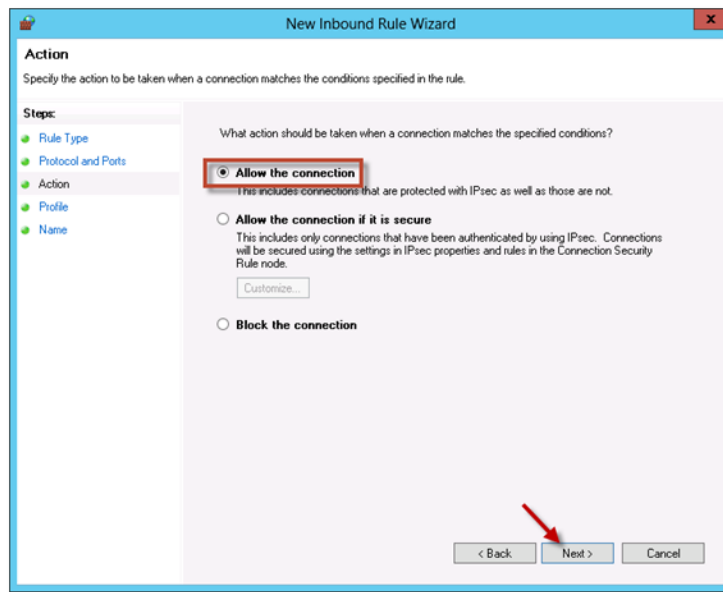 New Inbound Rule Wizard
x
Action
Specify the action to be taken when a connection matches the conditions specified in the rule.
Steps:
Rule Type
Protocol and Ports
Action
Profile
Name
What action should be taken when a connection matches the specified conditions?
Allow the connection
This includes connections that are protected with IPsec as well as those are not.
Allow the connection if it is secure
This includes only connections that have been authenticated by using IPsec. Connections
will be secured using the settings in IPsec properties and rules in the Connection Security
Rule node.
Customize...
Block the connection
< Back
Next >
Cancel